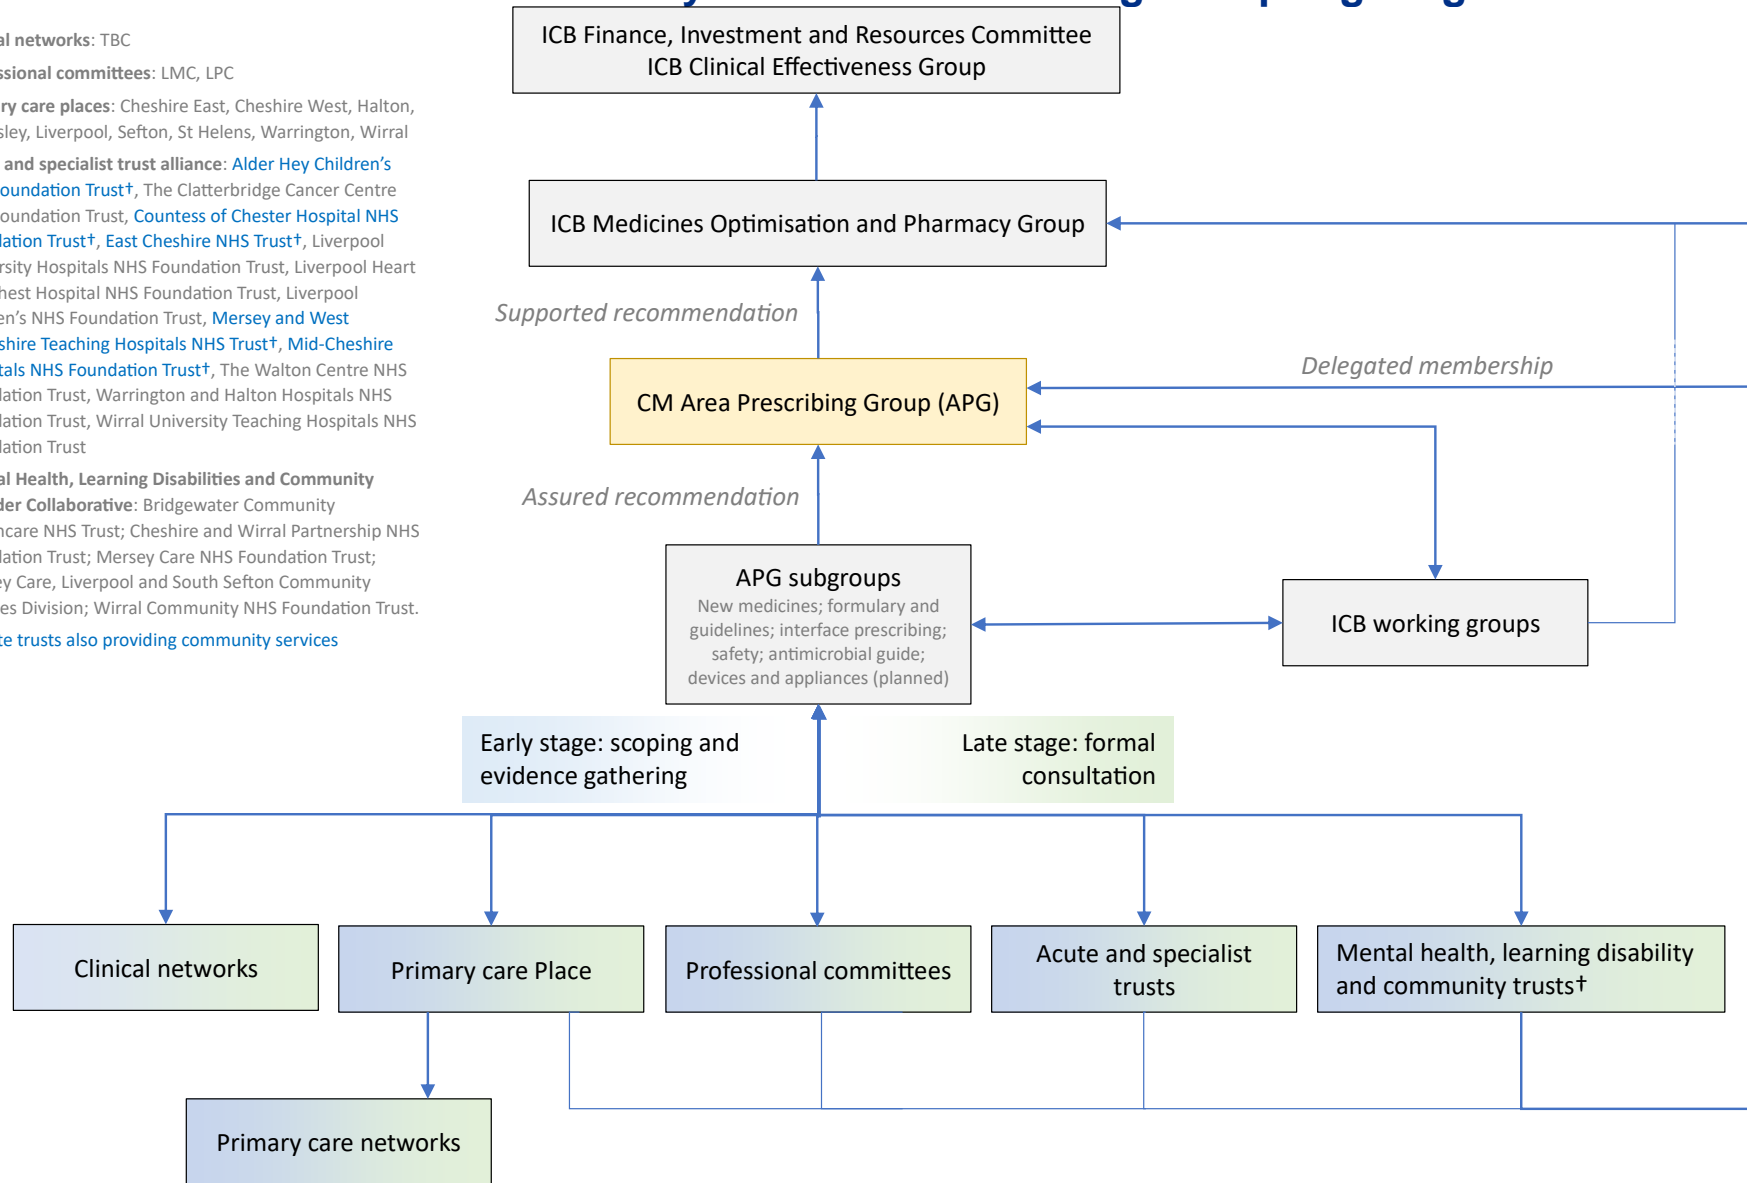 al networks: TBC
ssional committees: LMC, LPC
ry care places: Cheshire East, Cheshire West, Halton,
sley, Liverpool, Sefton, St Helens, Warrington, Wirral
and specialist trust alliance: Alder Hey Children's
oundation Trust†, The Clatterbridge Cancer Centre
oundation Trust, Countess of Chester Hospital NHS
dation Trust†, East Cheshire NHS Trust†, Liverpool
rsity Hospitals NHS Foundation Trust, Liverpool Heart
hest Hospital NHS Foundation Trust, Liverpool
en's NHS Foundation Trust, Mersey and West
shire Teaching Hospitals NHS Trust†, Mid-Cheshire
tals NHS Foundation Trust†, The Walton Centre NHS
dation Trust, Warrington and Halton Hospitals NHS
dation Trust, Wirral University Teaching Hospitals NHS
dation Trust
al Health, Learning Disabilities and Community
der Collaborative: Bridgewater Community
hcare NHS Trust; Cheshire and Wirral Partnership NHS
dation Trust; Mersey Care NHS Foundation Trust;
ey Care, Liverpool and South Sefton Community
es Division; Wirral Community NHS Foundation Trust.
te trusts also providing community services
ICB Finance, Investment and Resources Committee
ICB Clinical Effectiveness Group
ICB Medicines Optimisation and Pharmacy Group
Supported recommendation
Delegated membership
CM Area Prescribing Group (APG)
Assured recommendation
APG subgroups
New medicines; formulary and
guidelines; interface prescribing;
safety; antimicrobial guide;
devices and appliances (planned)
ICB working groups
Early stage: scoping and
evidence gathering
Late stage: formal
consultation
Clinical networks
Primary care Place
Professional committees
Acute and specialist
trusts
Mental health, learning disability
and community trusts†
Primary care networks